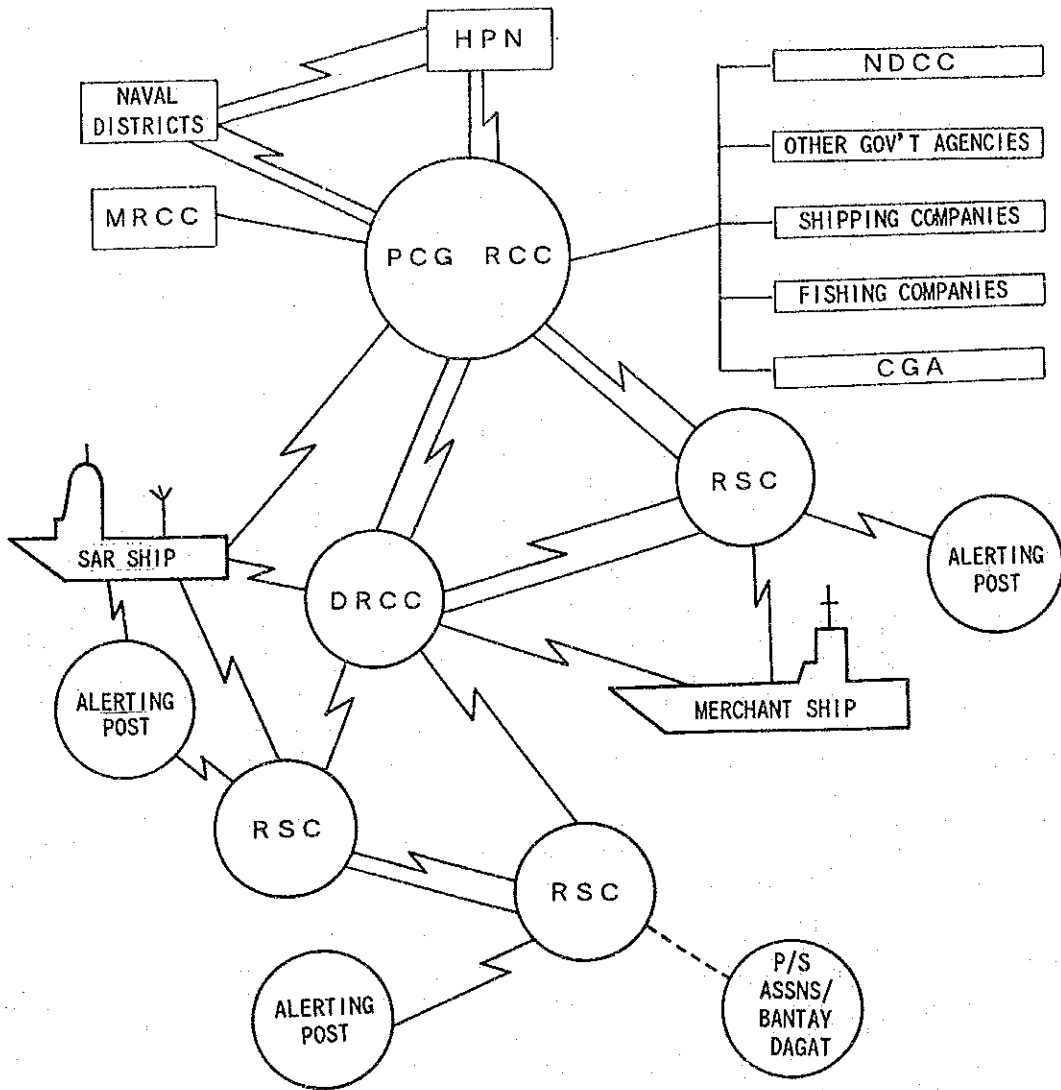 HPN
NAVAL
DISTRICTS
MRCC
PCG RCC
NDCC
OTHER GOV'T AGENCIES
SHIPPING COMPANIES
FISHING COMPANIES
CGA
RSC
SAR SHIP
DRCC
ALERTING
POST
MERCHANT SHIP
ALERTING
POST
RSC
RSC
ALERTING
POST
P/S
ASSNS/
BANTAY
DAGAT